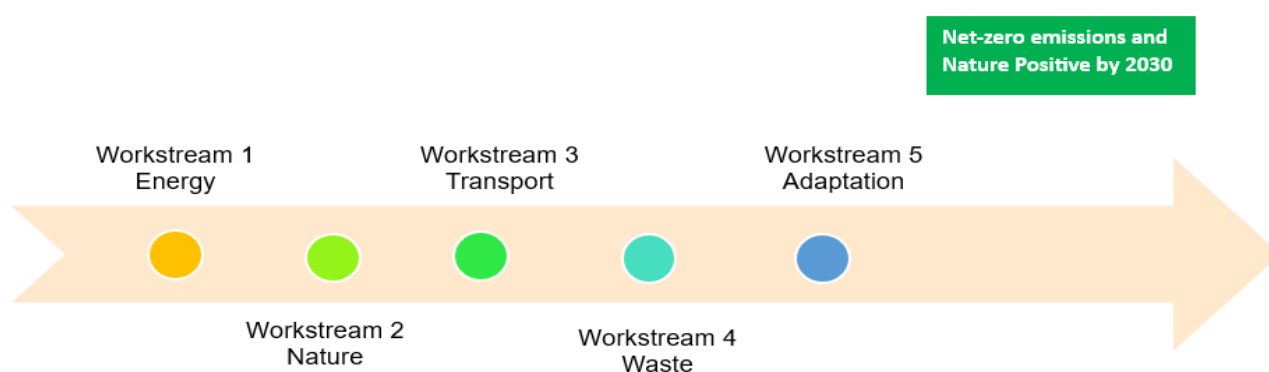 Net-zero emissions and
Nature Positive by 2030
Workstream 1
Energy
Workstream 3
Transport
Workstream 5
Adaptation
Workstream 2
Nature
Workstream 4
Waste